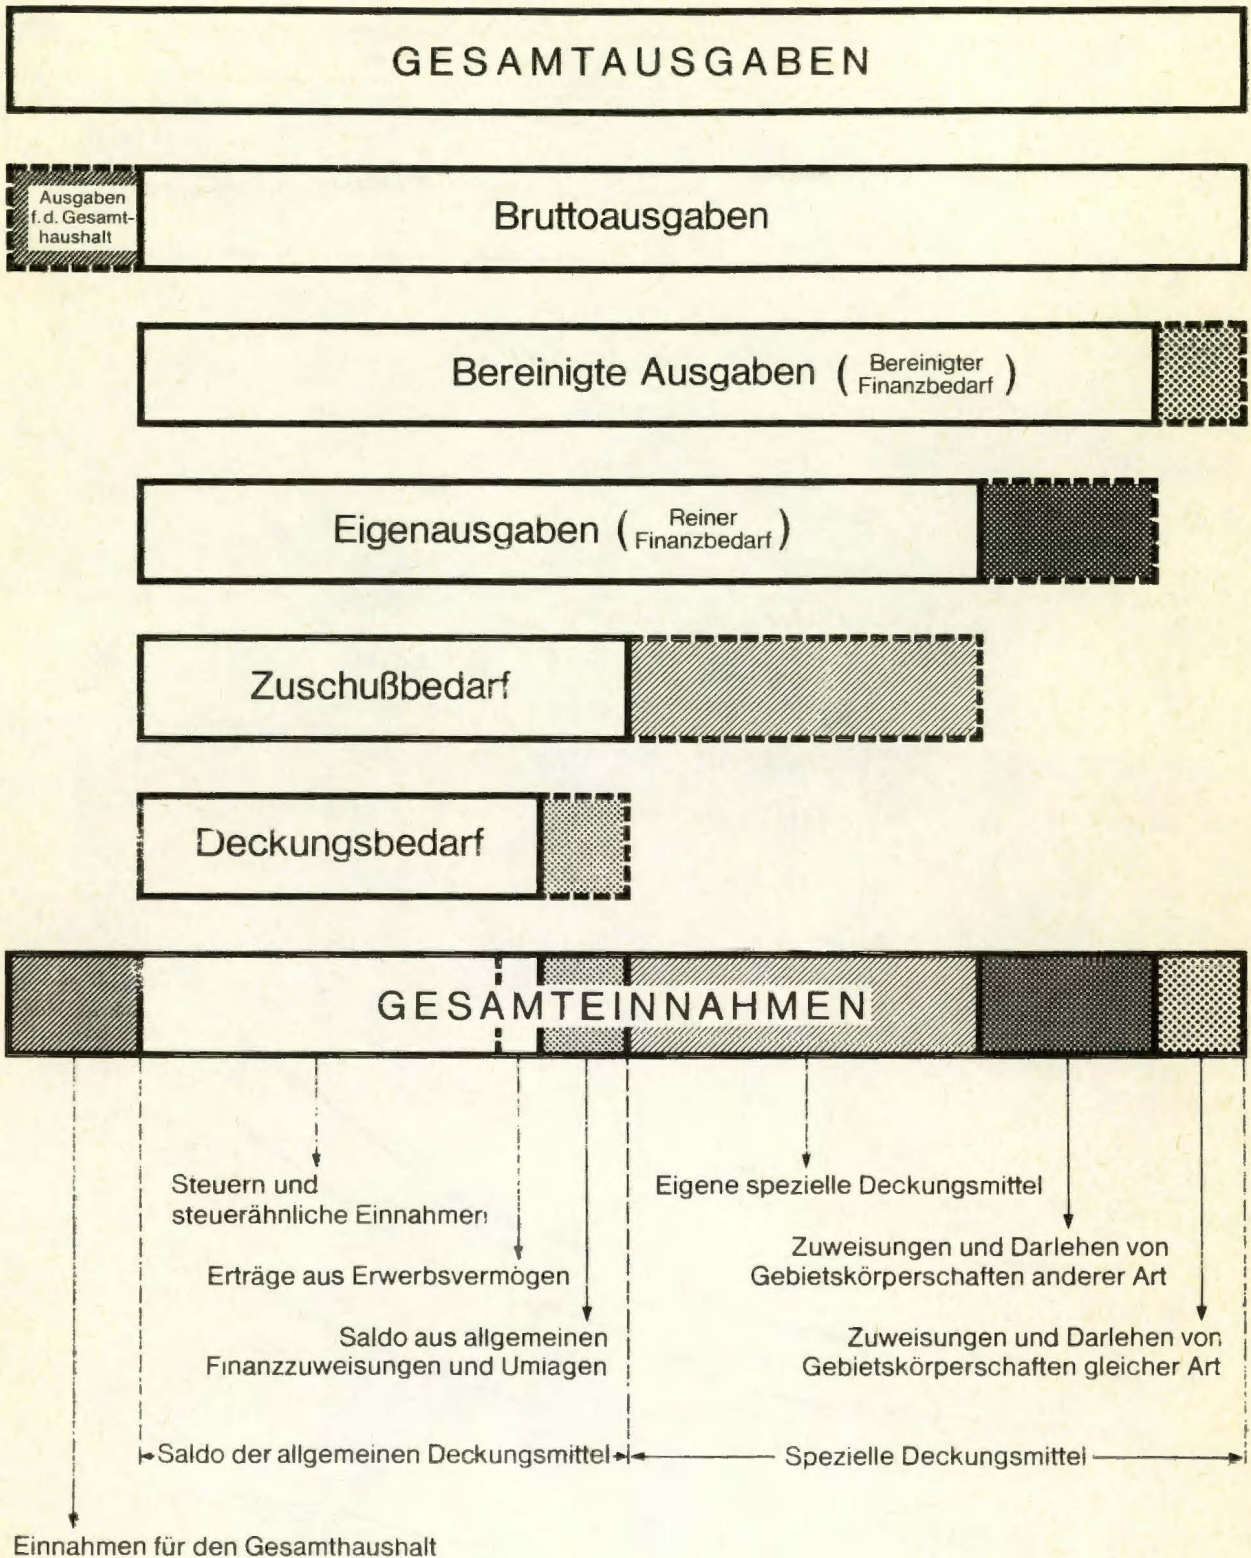 GESAMTAUSGABEN
Ausgaben
f.d. Gesamt-
haushalt
Bruttoausgaben
Bereinigte Ausgaben ( Bereinigter
Finanzbedarf )
Eigenausgaben ( Reiner
Finanzbedarf )
Zuschußbedarf
Deckungsbedarf
GESAMTEINNAHMEN
Steuern und
steuerähnliche Einnahmen
Eigene spezielle Deckungsmittel
Erträge aus Erwerbsvermögen
Zuweisungen und Darlehen von
Gebietskörperschaften anderer Art
Saldo aus allgemeinen
Finanzzuweisungen und Umlagen
Zuweisungen und Darlehen von
Gebietskörperschaften gleicher Art
Saldo der allgemeinen Deckungsmittel
Spezielle Deckungsmittel
Einnahmen für den Gesamthaushalt